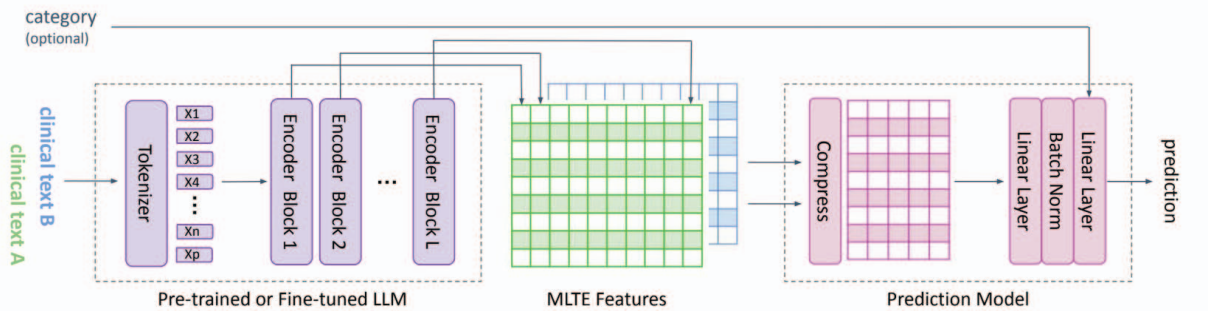 category
(optional)
clinical text B
clinical text A
Tokenizer
X1
X2
X3
X4
Xn
Xp
Encoder Block 1
Encoder Block 2
...
Encoder Block L
Compress
Linear Layer
Batch Norm
Linear Layer
prediction
Pre-trained or Fine-tuned LLM
MLTE Features
Prediction Model